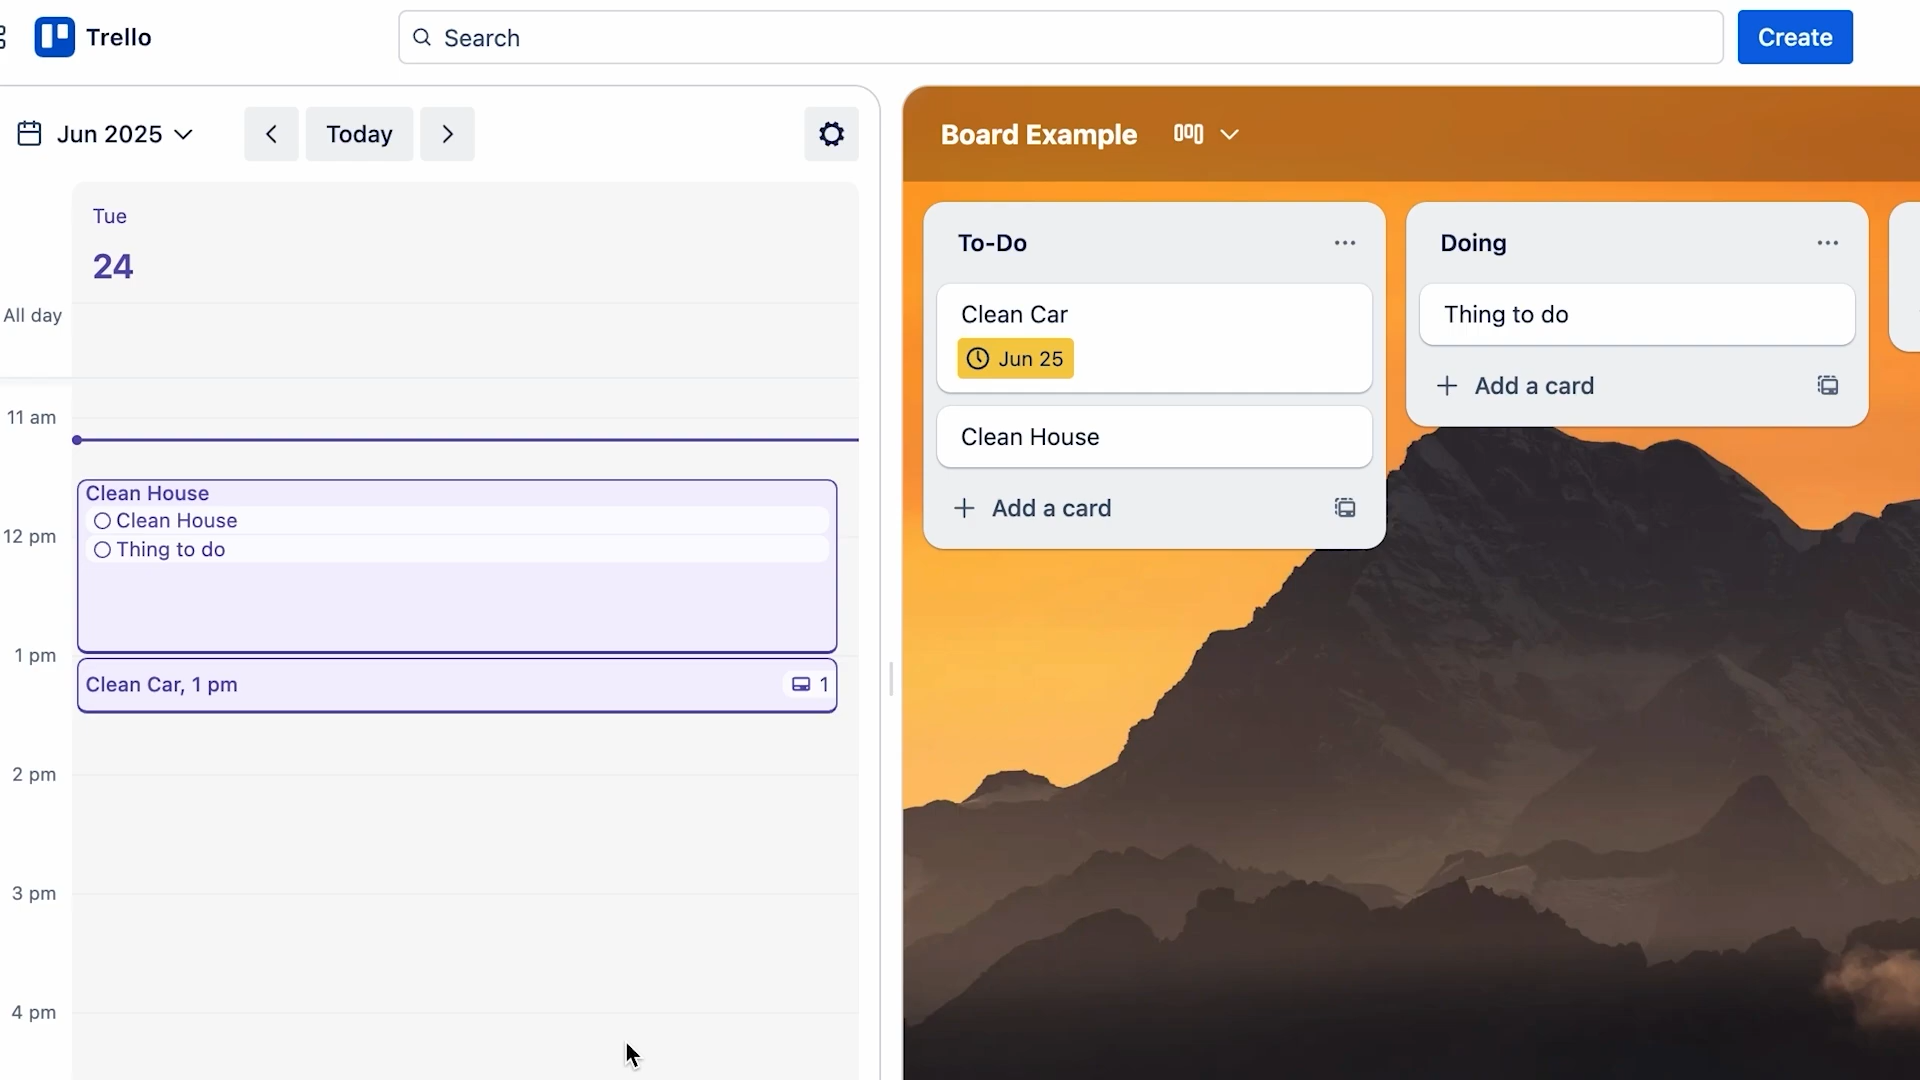 Trello
Search
Create
Jun 2025
Today
Tue
24
All day
11 am
Clean House
Clean House
12 pm
Thing to do
1 pm
Clean Car, 1 pm
1
2 pm
3 pm
4 pm
Board Example
To-Do
Clean Car
Jun 25
Clean House
Add a card
Doing
Thing to do
Add a card